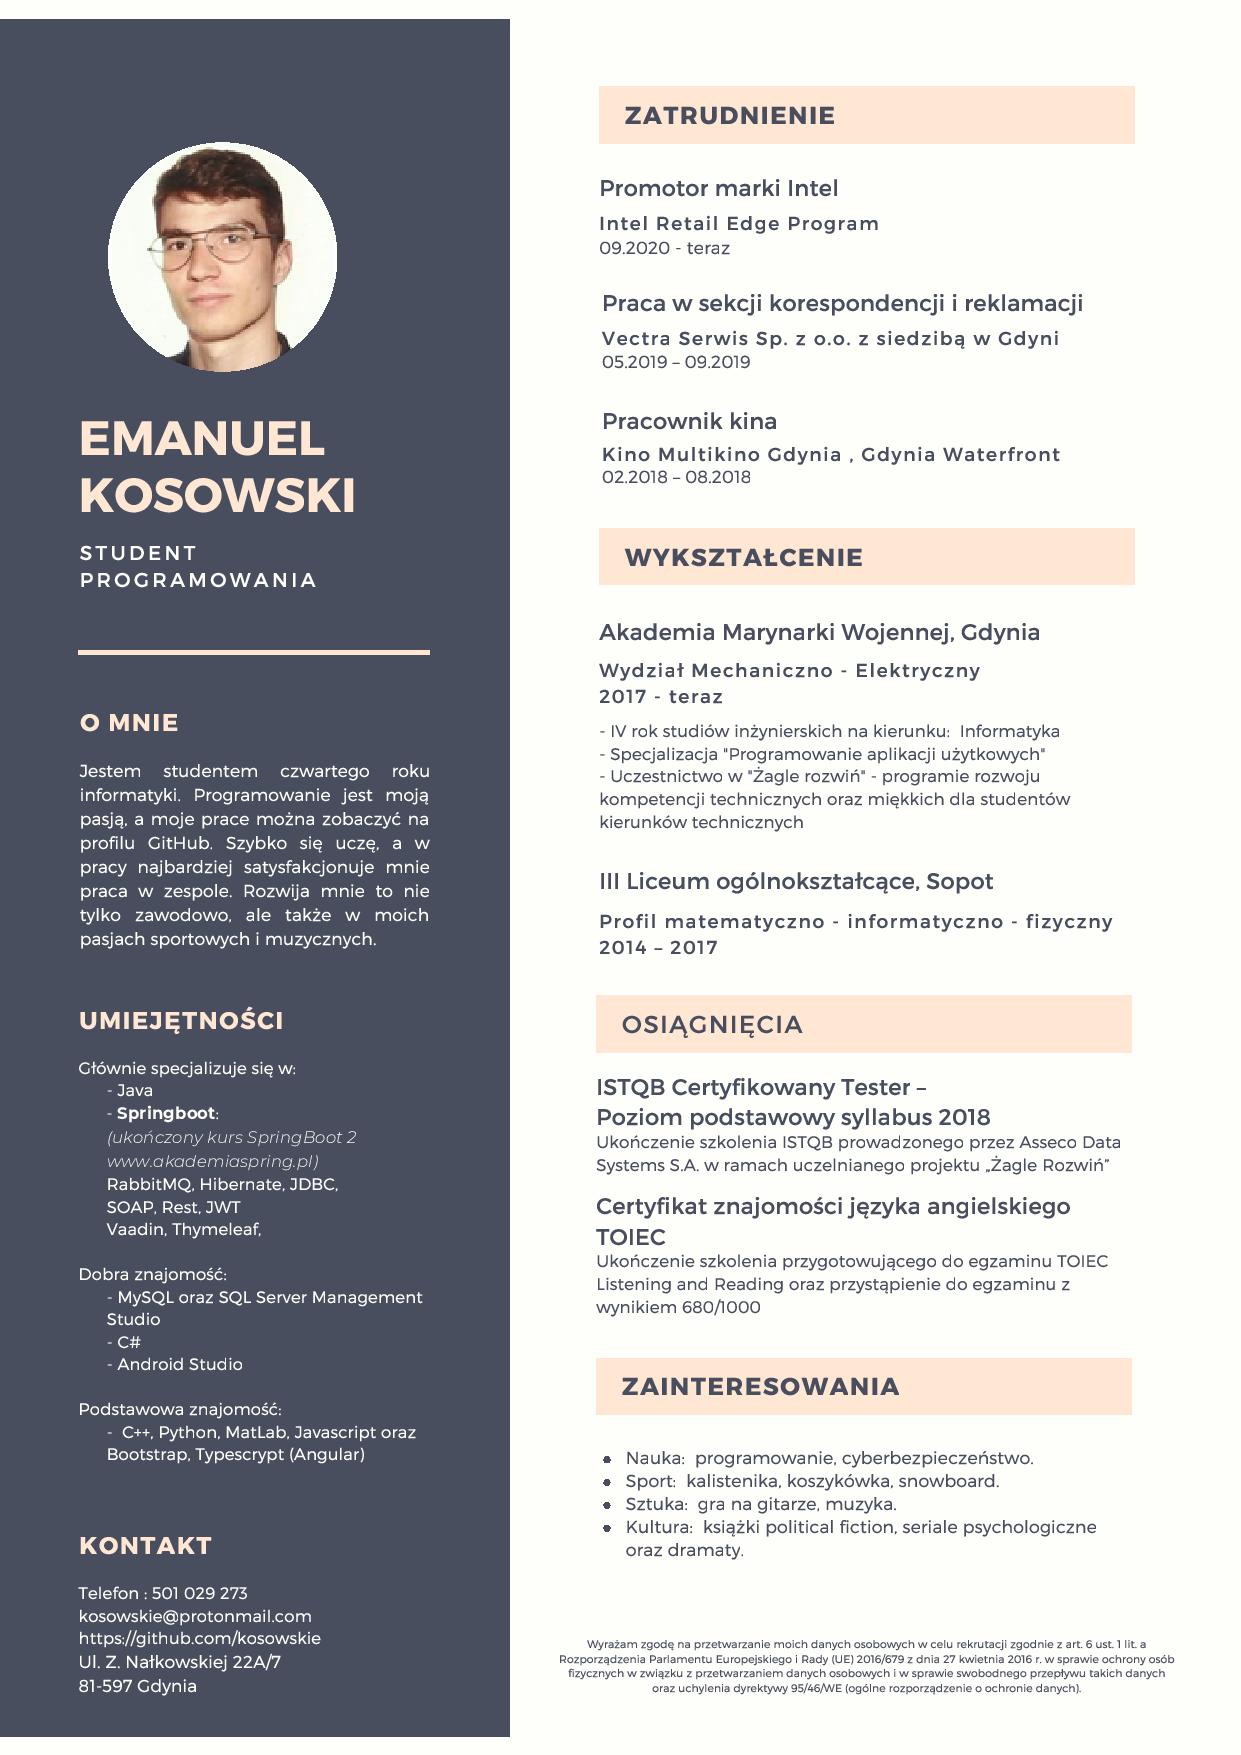 EMANUEL
KOSOWSKI
STUDENT
PROGRAMOWANIA
O MNIE
Jestem studentem czwartego roku
informatyki. Programowanie jest moją
pasją, a moje prace można zobaczyć na
profilu GitHub. Szybko się uczę, a w
pracy najbardziej satysfakcjonuje mnie
praca w zespole. Rozwija mnie to nie
tylko zawodowo, ale także w moich
pasjach sportowych i muzycznych.
UMIEJĘTNOŚCI
Głównie specjalizuje się w:
- Java
- Springboot:
(ukończony kurs SpringBoot 2
www.akademiaspring.pl)
RabbitMQ, Hibernate, JDBC,
SOAP, Rest, JWT
Vaadin, Thymeleaf,
Dobra znajomość:
- MySQL oraz SQL Server Management
Studio
- C#
- Android Studio
Podstawowa znajomość:
- C++, Python, MatLab, Javascript oraz
Bootstrap, Typescrypt (Angular)
KONTAKT
Telefon : 501 029 273
kosowskie@protonmail.com
https://github.com/kosowskie
Ul. Z. Nałkowskiej 22A/7
81-597 Gdynia
ZATRUDNIENIE
Promotor marki Intel
Intel Retail Edge Program
09.2020 - teraz
Praca w sekcji korespondencji i reklamacji
Vectra Serwis Sp. z o.o. z siedzibą w Gdyni
05.2019 – 09.2019
Pracownik kina
Kino Multikino Gdynia , Gdynia Waterfront
02.2018 – 08.2018
WYKSZTAŁCENIE
Akademia Marynarki Wojennej, Gdynia
Wydział Mechaniczno - Elektryczny
2017 - teraz
- IV rok studiów inżynierskich na kierunku: Informatyka
- Specjalizacja "Programowanie aplikacji użytkowych"
- Uczestnictwo w "Żagle rozwiń" - programie rozwoju
kompetencji technicznych oraz miękkich dla studentów
kierunków technicznych
III Liceum ogólnokształcące, Sopot
Profil matematyczno - informatyczno - fizyczny
2014 – 2017
OSIĄGNIĘCIA
ISTQB Certyfikowany Tester –
Poziom podstawowy syllabus 2018
Ukończenie szkolenia ISTQB prowadzonego przez Asseco Data
Systems S.A. w ramach uczelnianego projektu „Żagle Rozwiń”
Certyfikat znajomości języka angielskiego
TOIEC
Ukończenie szkolenia przygotowującego do egzaminu TOIEC
Listening and Reading oraz przystąpienie do egzaminu z
wynikiem 680/1000
ZAINTERESOWANIA
● Nauka: programowanie, cyberbezpieczeństwo.
● Sport: kalistenika, koszykówka, snowboard.
● Sztuka: gra na gitarze, muzyka.
● Kultura: książki political fiction, seriale psychologiczne
oraz dramaty.
Wyrażam zgodę na przetwarzanie moich danych osobowych w celu rekrutacji zgodnie z art. 6 ust. 1 lit. a
Rozporządzenia Parlamentu Europejskiego i Rady (UE) 2016/679 z dnia 27 kwietnia 2016 r. w sprawie ochrony osób
fizycznych w związku z przetwarzaniem danych osobowych i w sprawie swobodnego przepływu takich danych
oraz uchylenia dyrektywy 95/46/WE (ogólne rozporządzenie o ochronie danych).